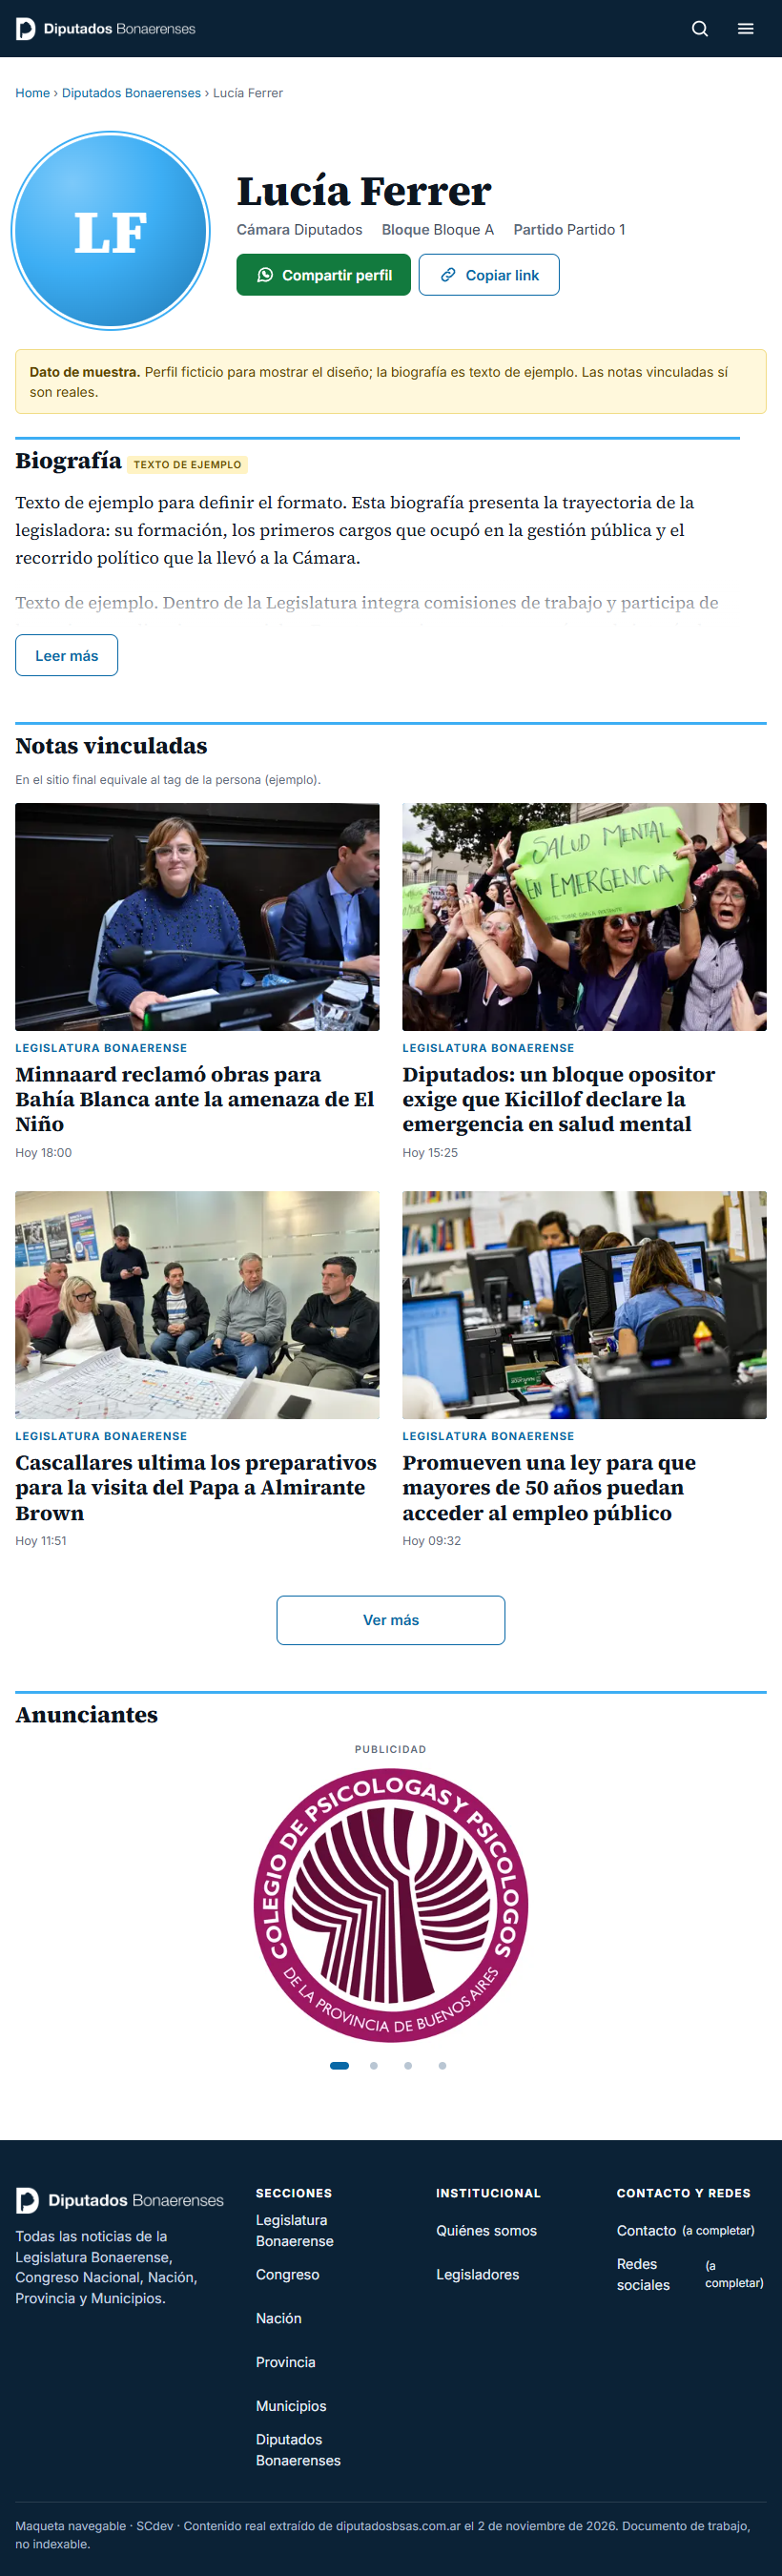 Diputados Bonaerenses
Home › Diputados Bonaerenses › Lucía Ferrer
LF
Lucía Ferrer
Cámara Diputados Bloque Bloque A Partido Partido 1
Compartir perfil
Copiar link
Dato de muestra. Perfil ficticio para mostrar el diseño; la biografía es texto de ejemplo. Las notas vinculadas sí
son reales.
Biografía TEXTO DE EJEMPLO
Texto de ejemplo para definir el formato. Esta biografía presenta la trayectoria de la
legisladora: su formación, los primeros cargos que ocupó en la gestión pública y el
recorrido político que la llevó a la Cámara.
Texto de ejemplo. Dentro de la Legislatura integra comisiones de trabajo y participa de
Leer más
Notas vinculadas
En el sitio final equivale al tag de la persona (ejemplo).
SALUD MENTAL
EN EMERGENCIA
LEGISLATURA BONAERENSE
Minnaard reclamó obras para
Bahía Blanca ante la amenaza de El
Niño
Hoy 18:00
LEGISLATURA BONAERENSE
Diputados: un bloque opositor
exige que Kicillof declare la
emergencia en salud mental
Hoy 15:25
LEGISLATURA BONAERENSE
Cascallares ultima los preparativos
para la visita del Papa a Almirante
Brown
Hoy 11:51
LEGISLATURA BONAERENSE
Promueven una ley para que
mayores de 50 años puedan
acceder al empleo público
Hoy 09:32
Ver más
Anunciantes
PUBLICIDAD
COLEGIO DE PSICOLOGAS Y PSICOLOGOS
DE LA PROVINCIA DE BUENOS AIRES
Diputados Bonaerenses
Todas las noticias de la
Legislatura Bonaerense,
Congreso Nacional, Nación,
Provincia y Municipios.
SECCIONES
Legislatura
Bonaerense
Congreso
Nación
Provincia
Municipios
Diputados
Bonaerenses
INSTITUCIONAL
Quiénes somos
Legisladores
CONTACTO Y REDES
Contacto (a completar)
Redes
sociales
(a
completar)
Maqueta navegable · SCdev · Contenido real extraído de diputadosbsas.com.ar el 2 de noviembre de 2026. Documento de trabajo,
no indexable.